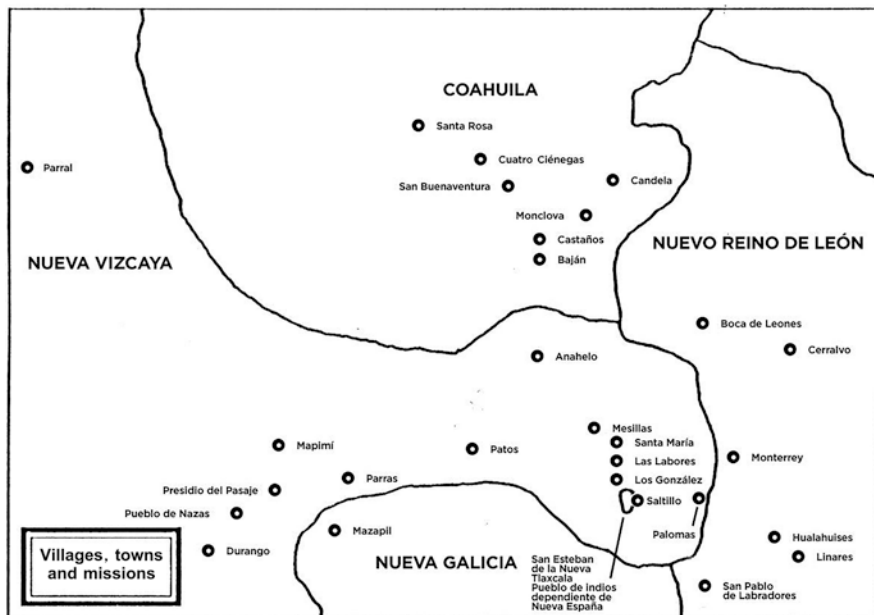 COAHUILA
Santa Rosa
Cuatro Ciénegas
Parral
San Buenaventura
Candela
Monclova
NUEVO REINO DE LEÓN
Castaños
NUEVA VIZCAYA
Baján
Boca de Leones
Anahelo
Cerralvo
Mesillas
Mapimí
Patos
Santa María
Las Labores
Monterrey
Parras
Los González
Presidio del Pasaje
Saltillo
Pueblo de Nazas
Mazapil
Palomas
Hualahuises
Villages, towns
and missions
Durango
NUEVA GALICIA
San Esteban
de la Nueva
Tlaxcala
Pueblo de indios
dependiente de
Nueva España
Linares
San Pablo
de Labradores